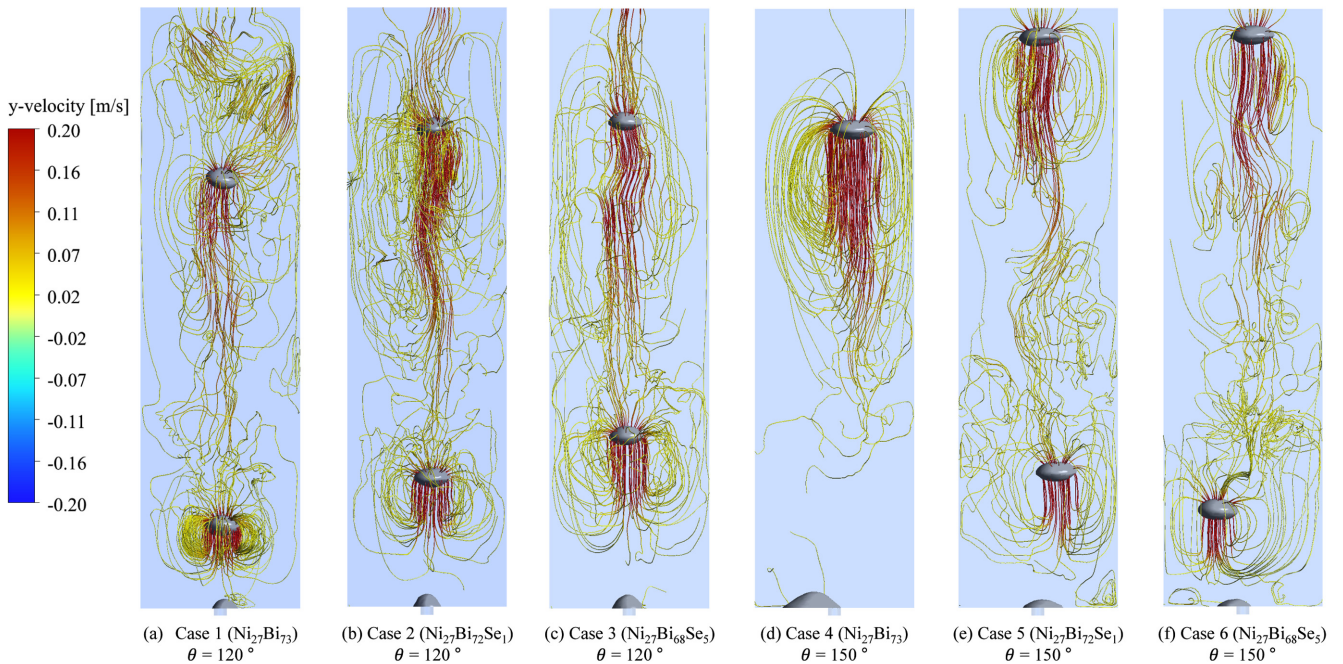 y-velocity [m/s]
0.20
0.16
0.11
0.07
0.02
-0.02
-0.07
-0.11
-0.16
-0.20
(a) Case 1 (Ni₂₇Bi₇₃)
θ = 120 °
(b) Case 2 (Ni₂₇Bi₇₂Se₁)
θ = 120 °
(c) Case 3 (Ni₂₇Bi₆₈Se₅)
θ = 120 °
(d) Case 4 (Ni₂₇Bi₇₃)
θ = 150 °
(e) Case 5 (Ni₂₇Bi₇₂Se₁)
θ = 150 °
(f) Case 6 (Ni₂₇Bi₆₈Se₅)
θ = 150 °